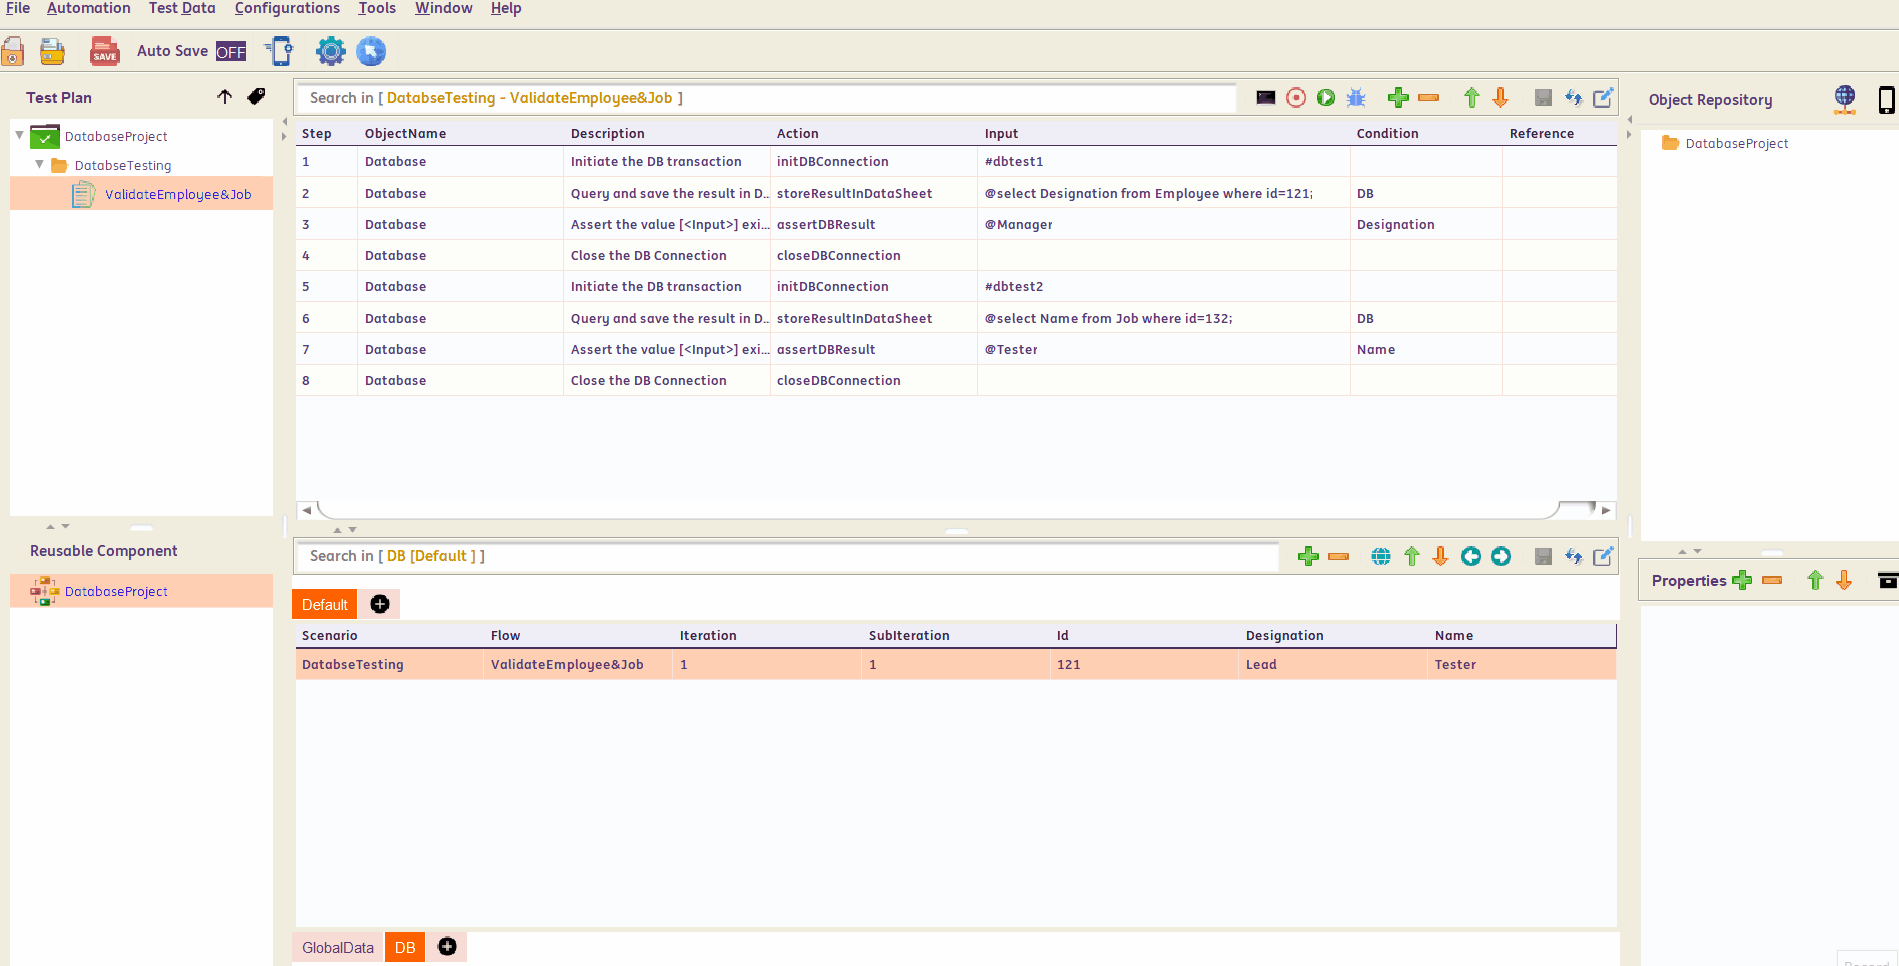 File Automation Test Data Configurations Tools Window Help
SAVE Auto Save OFF
Test Plan
DatabaseProject
DatabseTesting
ValidateEmployee&Job
Reusable Component
DatabaseProject
Search in [ DatabseTesting - ValidateEmployee&Job ]
Step ObjectName Description Action Input Condition Reference
1 Database Initiate the DB transaction initDBConnection #dbtest1
2 Database Query and save the result in D... storeResultInDataSheet @select Designation from Employee where id=121; DB
3 Database Assert the value [<Input>] exi... assertDBResult @Manager Designation
4 Database Close the DB Connection closeDBConnection
5 Database Initiate the DB transaction initDBConnection #dbtest2
6 Database Query and save the result in D... storeResultInDataSheet @select Name from Job where id=132; DB
7 Database Assert the value [<Input>] exi... assertDBResult @Tester Name
8 Database Close the DB Connection closeDBConnection
Search in [ DB [Default ] ]
Default
Scenario Flow Iteration SubIteration Id Designation Name
DatabseTesting ValidateEmployee&Job 1 1 121 Lead Tester
GlobalData DB
Object Repository
DatabaseProject
Properties